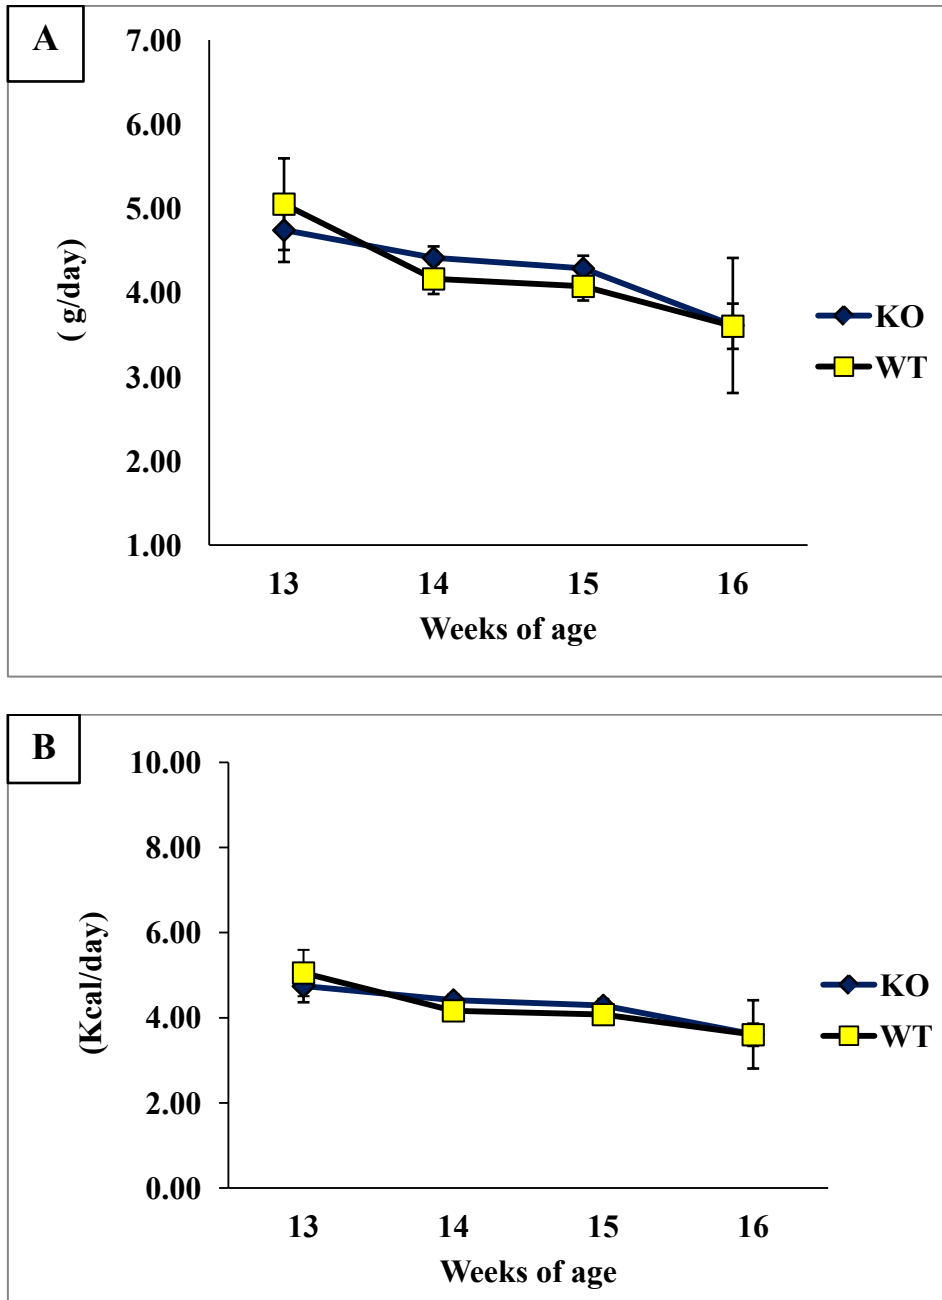 A
7.00
6.00
5.00
4.00
3.00
2.00
1.00
( g/day)
13 14 15 16
Weeks of age
KO
WT
B
10.00
8.00
6.00
4.00
2.00
0.00
(Kcal/day)
13 14 15 16
Weeks of age
KO
WT